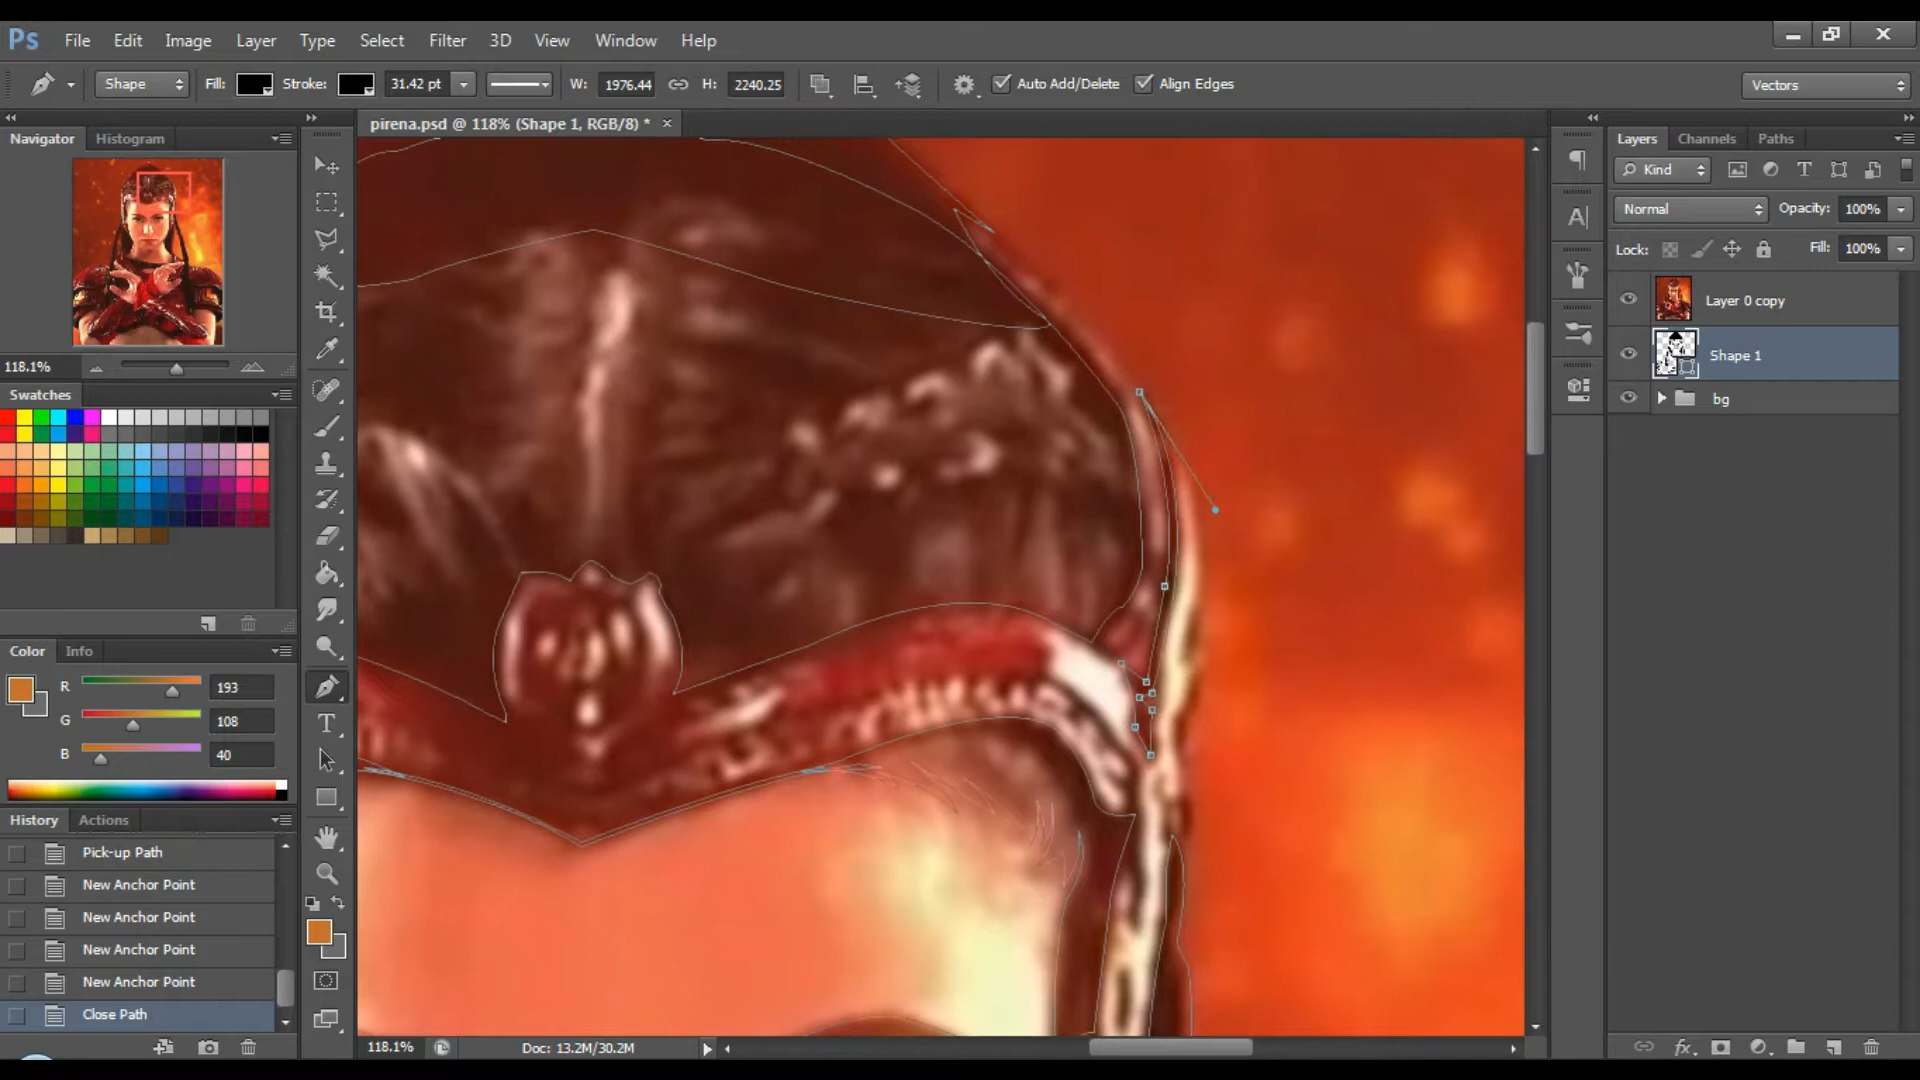 Ps File Edit Image Layer Type Select Filter 3D View Window Help
Shape Fill: Stroke: 31.42 pt W: 1976.44 H: 2240.25 Auto Add/Delete Align Edges Vectors
Navigator Histogram
pirena.psd @ 118% (Shape 1, RGB/8) * ×
Layers Channels Paths
Kind
Normal Opacity: 100%
Lock: Fill: 100%
Layer 0 copy
Shape 1
bg
118.1%
Swatches
Color Info
R 193
G 108
B 40
History Actions
Pick-up Path
New Anchor Point
New Anchor Point
New Anchor Point
New Anchor Point
Close Path
118.1% Doc: 13.2M/30.2M
fx